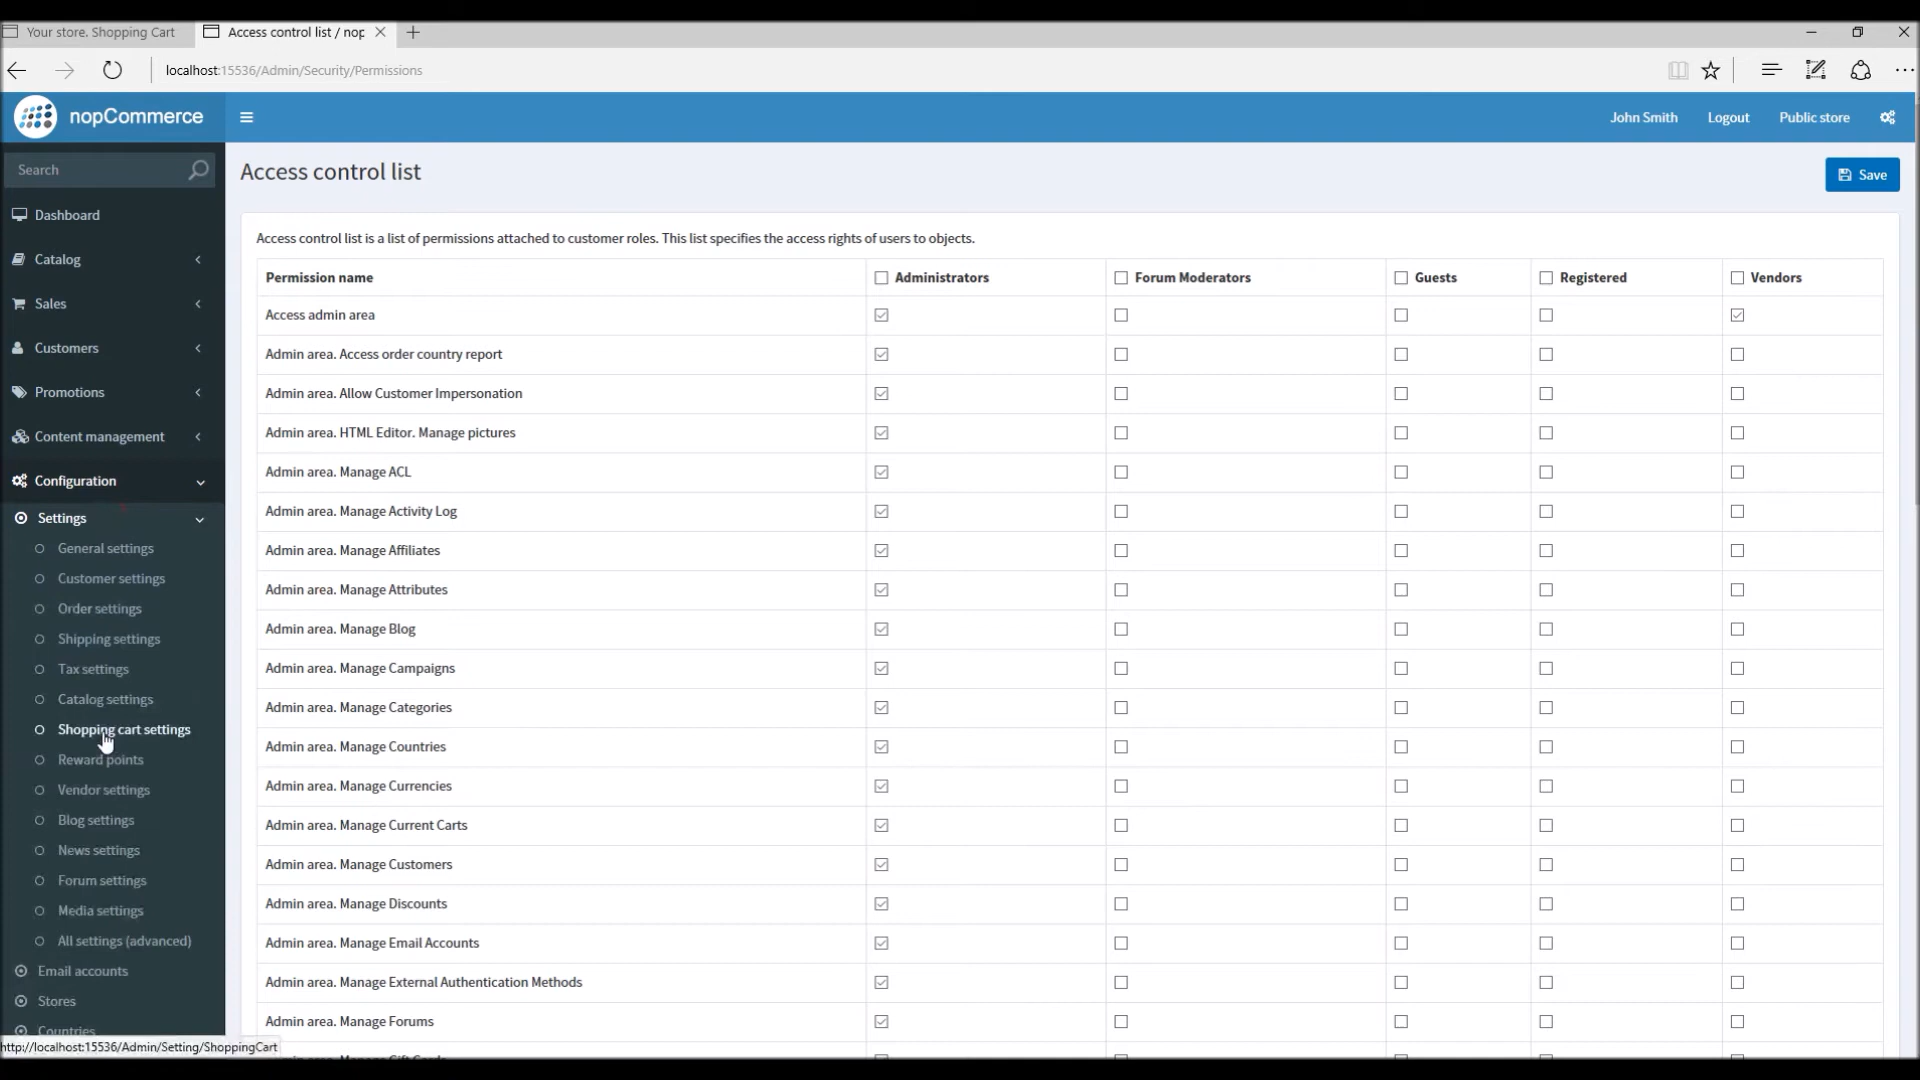 Your store. Shopping Cart
Access control list / nop
localhost:15536/Admin/Security/Permissions
nopCommerce
John Smith
Logout
Public store
Search
Access control list
Save
Dashboard
Catalog
Sales
Customers
Promotions
Content management
Configuration
Settings
General settings
Customer settings
Order settings
Shipping settings
Tax settings
Catalog settings
Shopping cart settings
Reward points
Vendor settings
Blog settings
News settings
Forum settings
Media settings
All settings (advanced)
Email accounts
Stores
Countries
http://localhost:15536/Admin/Setting/ShoppingCart
Access control list is a list of permissions attached to customer roles. This list specifies the access rights of users to objects.
Permission name Administrators Forum Moderators Guests Registered Vendors
Access admin area
Admin area. Access order country report
Admin area. Allow Customer Impersonation
Admin area. HTML Editor. Manage pictures
Admin area. Manage ACL
Admin area. Manage Activity Log
Admin area. Manage Affiliates
Admin area. Manage Attributes
Admin area. Manage Blog
Admin area. Manage Campaigns
Admin area. Manage Categories
Admin area. Manage Countries
Admin area. Manage Currencies
Admin area. Manage Current Carts
Admin area. Manage Customers
Admin area. Manage Discounts
Admin area. Manage Email Accounts
Admin area. Manage External Authentication Methods
Admin area. Manage Forums